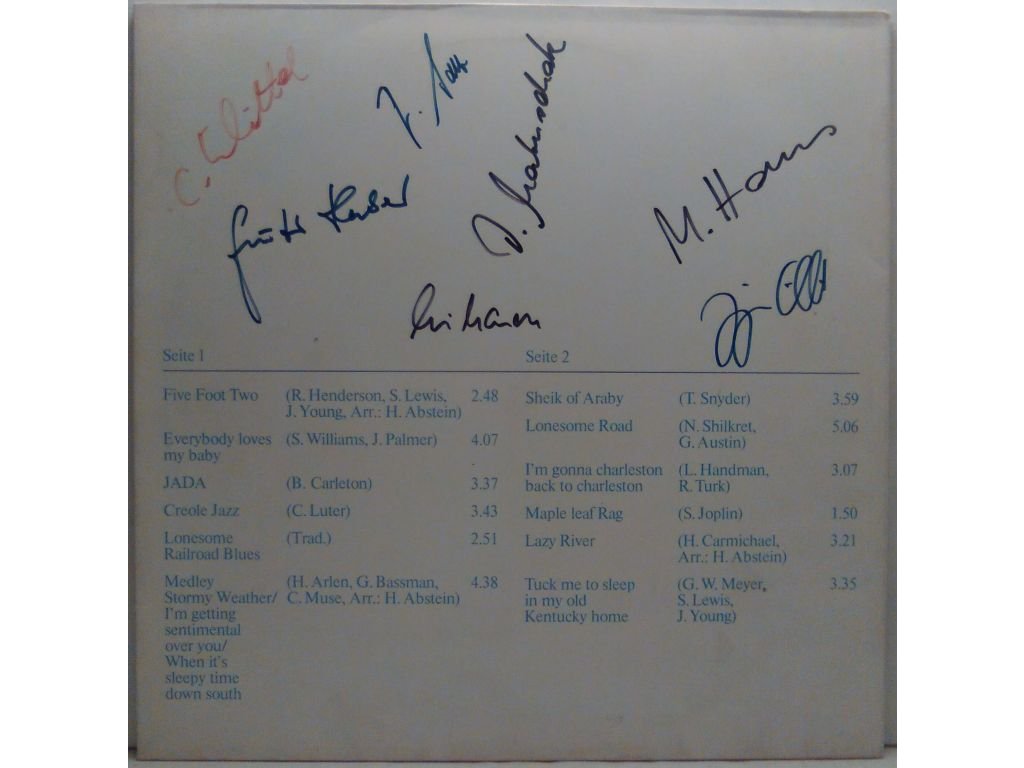 M. Horns
Seite 1
Five Foot Two (R. Henderson, S. Lewis, 2.48
J. Young, Arr.: H. Abstein)
Everybody loves (S. Williams, J. Palmer) 4.07
my baby
JADA (B. Carleton) 3.37
Creole Jazz (C. Luter) 3.43
Lonesome (Trad.) 2.51
Railroad Blues
Medley (H. Arlen, G. Bassman, 4.38
Stormy Weather/ C. Muse, Arr.: H. Abstein)
I'm getting
sentimental
over you/
When it's
sleepy time
down south
Seite 2
Sheik of Araby (T. Snyder) 3.59
Lonesome Road (N. Shilkret, 5.06
G. Austin)
I'm gonna charleston (L. Handman, 3.07
back to charleston R. Turk)
Maple leaf Rag (S. Joplin) 1.50
Lazy River (H. Carmichael, 3.21
Arr.: H. Abstein)
Tuck me to sleep (G. W. Meyer, 3.35
in my old S. Lewis,
Kentucky home J. Young)